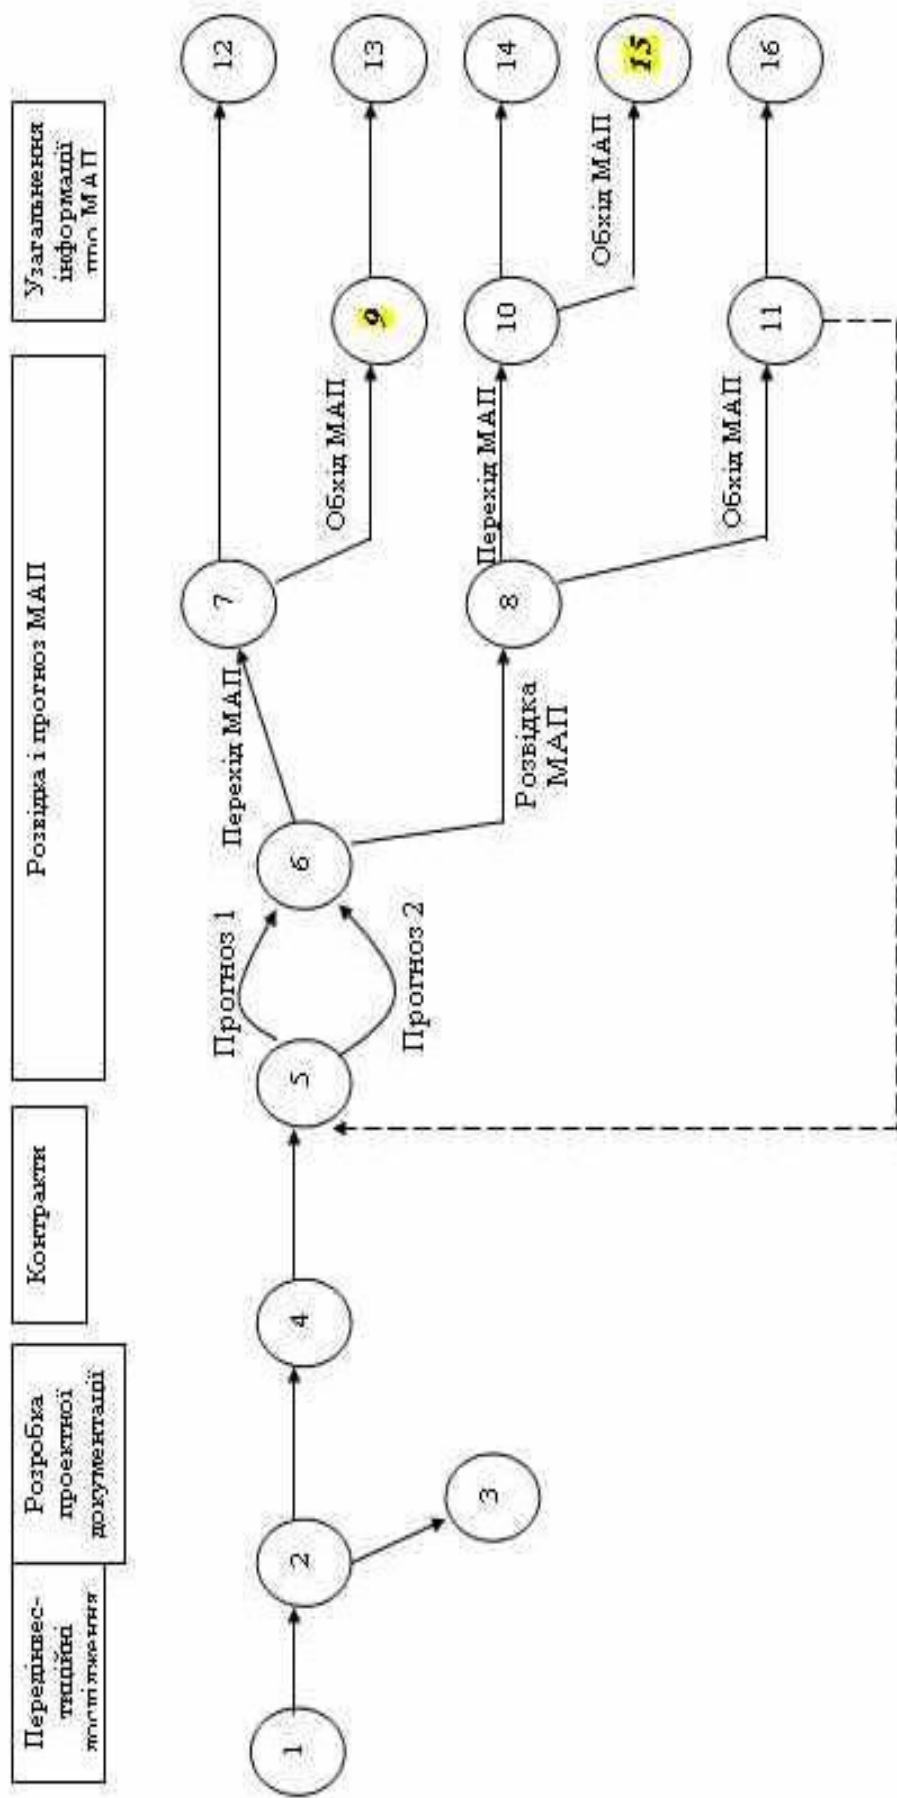 Передінвес-
тиційні
дослідження
Розробка
проектної
документації
Контракти
Розвідка і прогноз МАП
Узагальнення
інформації
про МАП
1
2
3
4
5
Прогноз 1
Прогноз 2
6
Перехід МАП
Розвідка
МАП
7
8
Обхід МАП
Перехід МАП
Обхід МАП
9
10
11
Обхід МАП
12
13
14
15
16